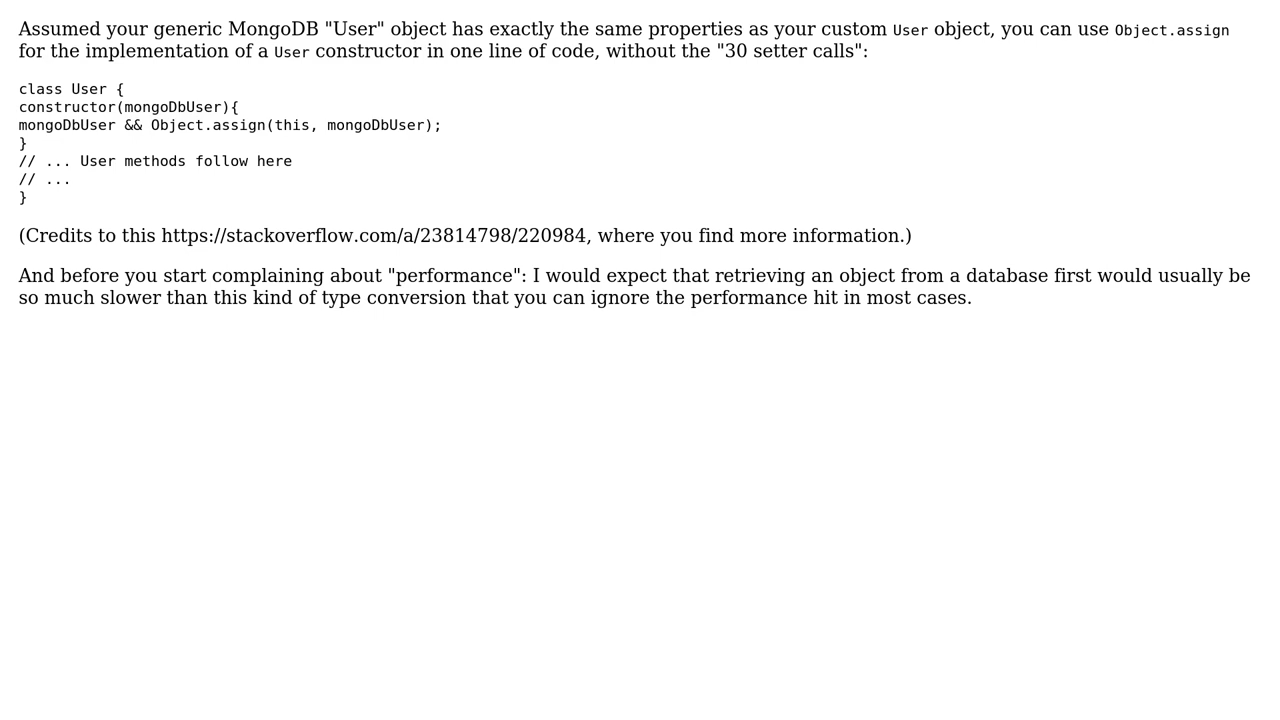 Assumed your generic MongoDB "User" object has exactly the same properties as your custom User object, you can use Object.assign
for the implementation of a User constructor in one line of code, without the "30 setter calls":
class User {
constructor(mongoDbUser){
mongoDbUser && Object.assign(this, mongoDbUser);
}
// ... User methods follow here
// ...
}
(Credits to this https://stackoverflow.com/a/23814798/220984, where you find more information.)
And before you start complaining about "performance": I would expect that retrieving an object from a database first would usually be
so much slower than this kind of type conversion that you can ignore the performance hit in most cases.